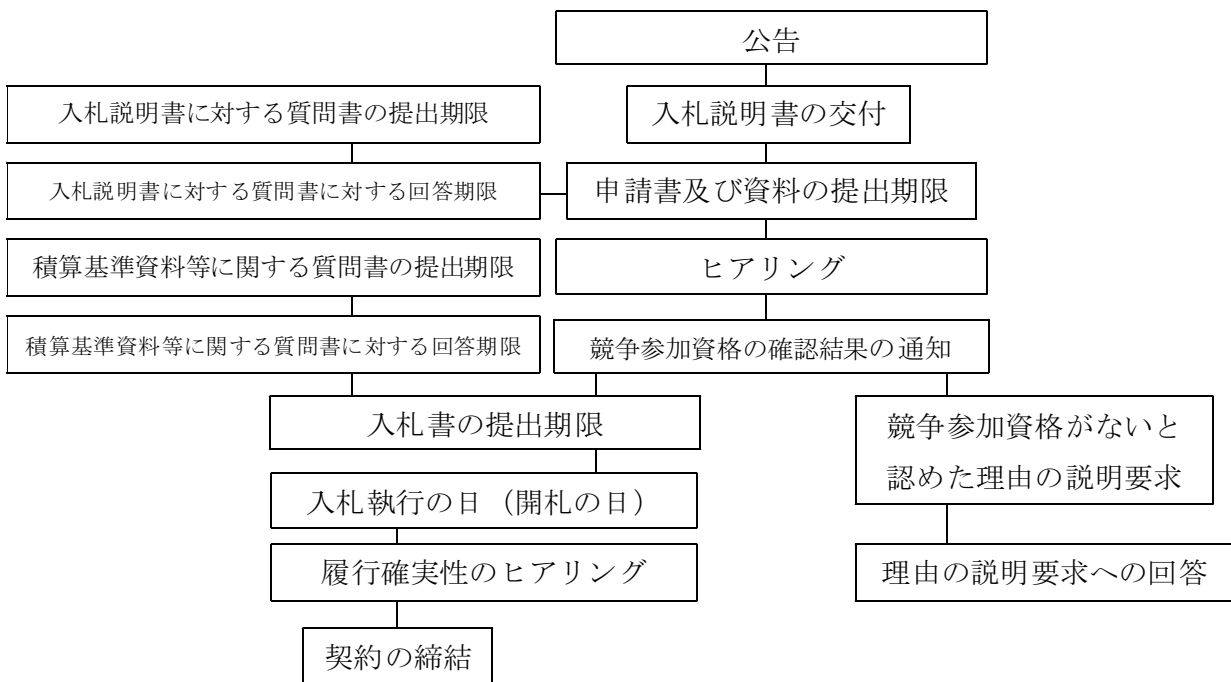 公告
入札説明書に対する質問書の提出期限
入札説明書の交付
入札説明書に対する質問書に対する回答期限
申請書及び資料の提出期限
積算基準資料等に関する質問書の提出期限
ヒアリング
積算基準資料等に関する質問書に対する回答期限
競争参加資格の確認結果の通知
入札書の提出期限
競争参加資格がないと
認めた理由の説明要求
入札執行の日（開札の日）
履行確実性のヒアリング
理由の説明要求への回答
契約の締結